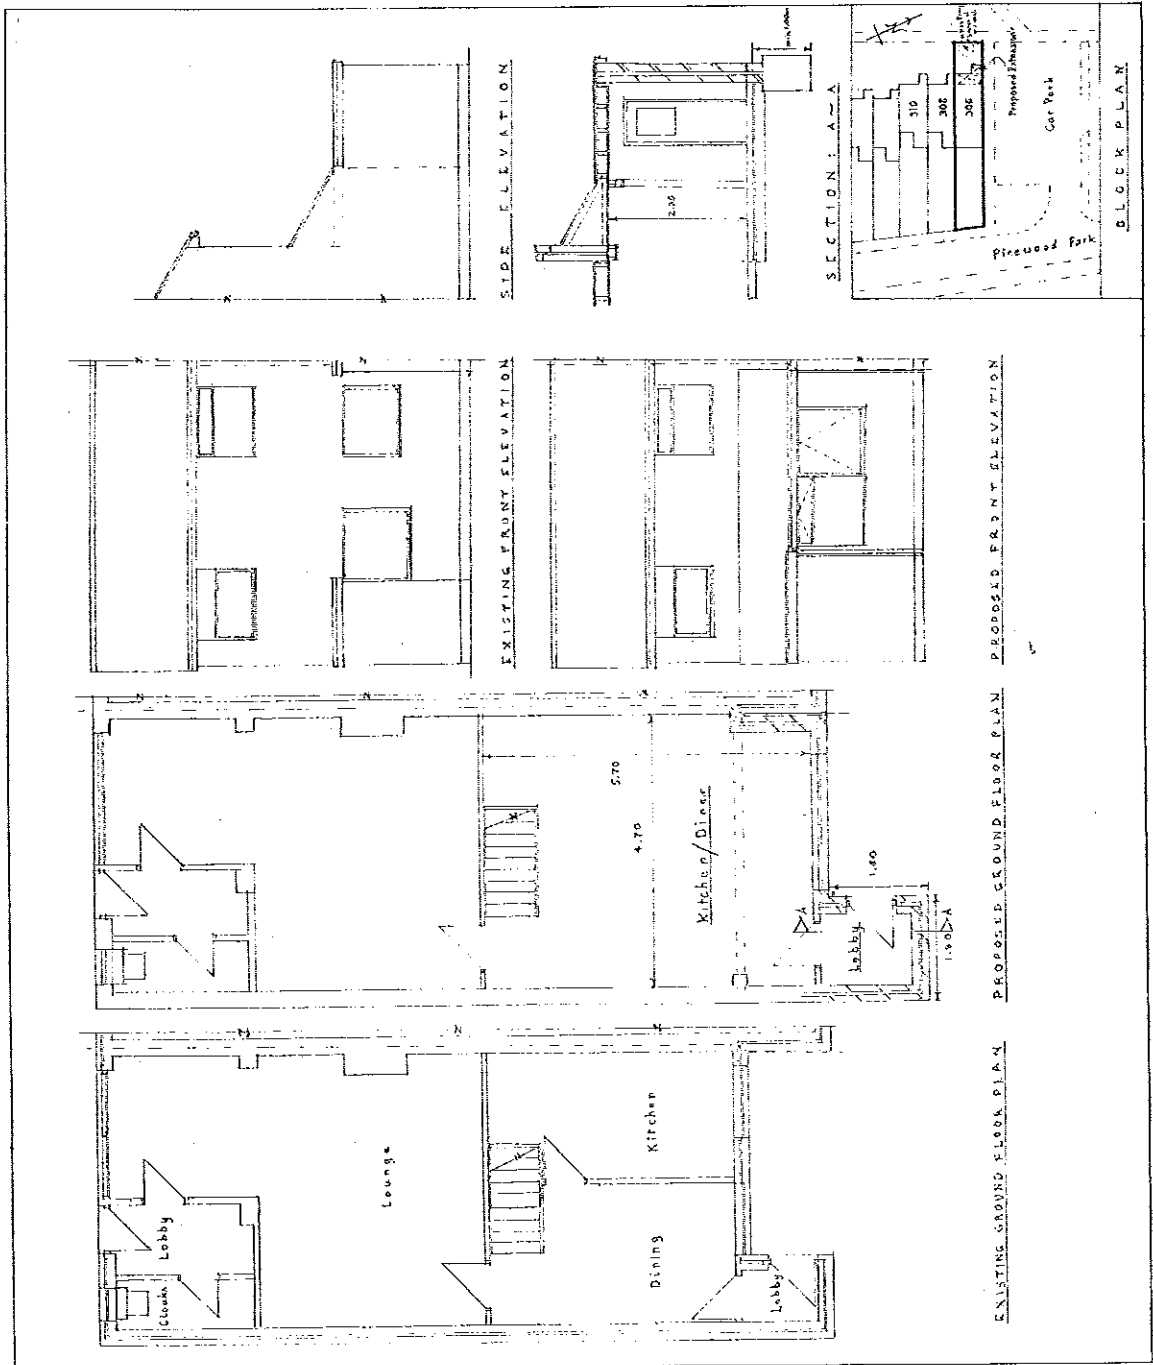 SIDE ELEVATION
2.20
SECTION: A-A
310
308
306
Proposed Extension
Car Park
Pinewood Park
BLOCK PLAN
EXISTING FRONT ELEVATION
PROPOSED FRONT ELEVATION
5.70
4.70
Kitchen/Diner
1.80
A
Lobby
A
1.80
PROPOSED GROUND FLOOR PLAN
Cloaks
Lobby
Lounge
Kitchen
Dining
Lobby
EXISTING GROUND FLOOR PLAN